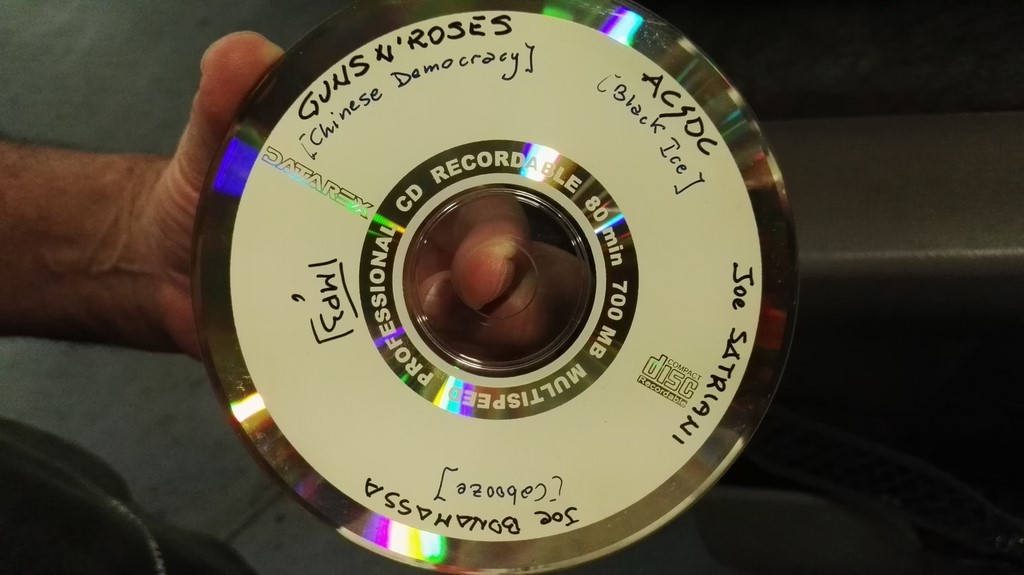 GUNS N' ROSES
[Chinese Democracy]
AC/DC
[Black Ice]
Joe SATRIANI
Joe BONAMASSA
[Cabooze]
[MP3]
DATAREX
PROFESSIONAL CD RECORDABLE 80 min 700 MB MULTISPEED
COMPACT
disc
Recordable